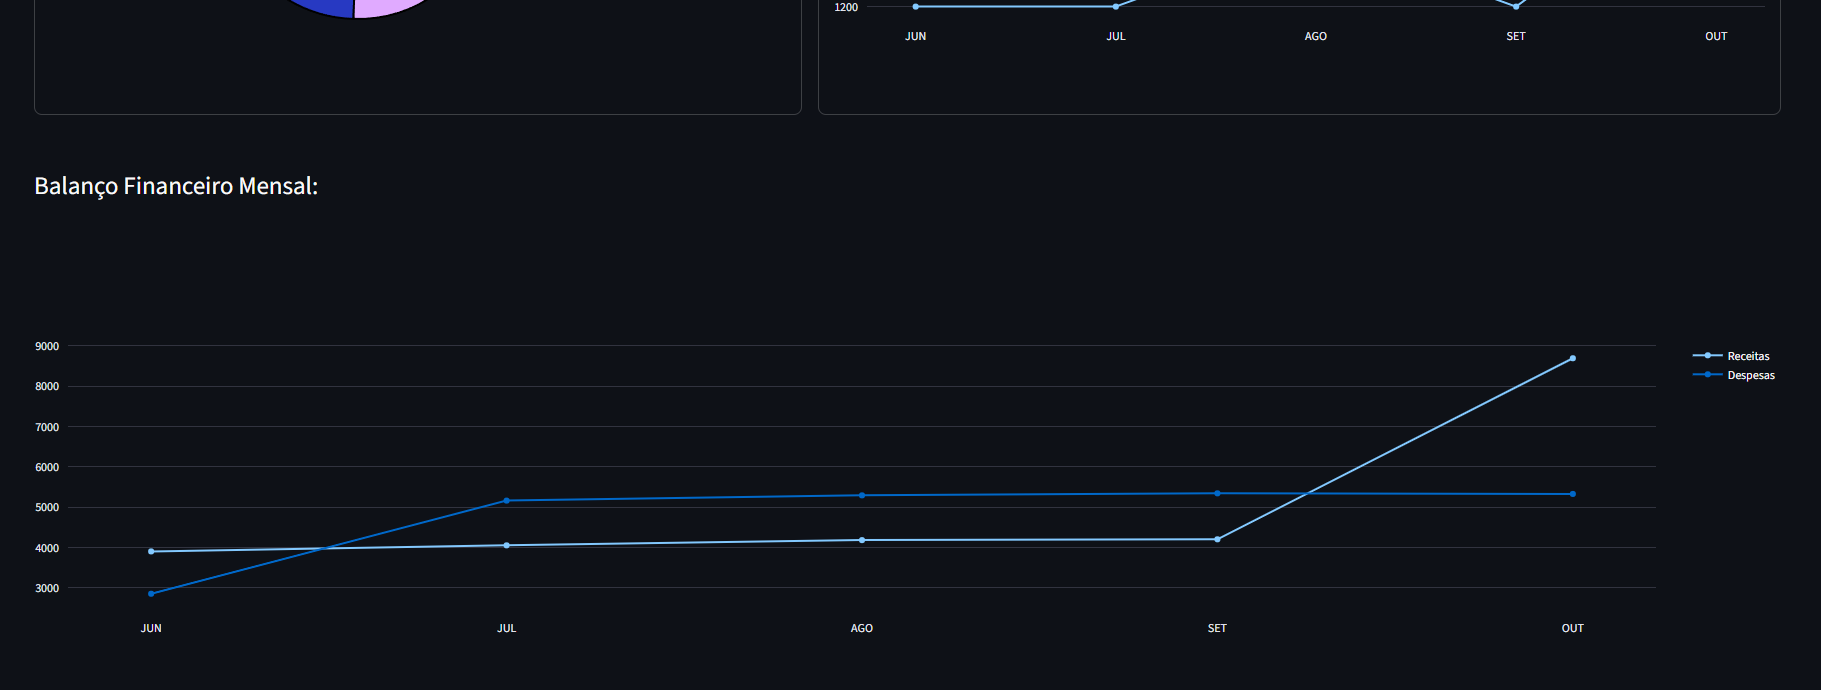 1200
JUN JUL AGO SET OUT
Balanço Financeiro Mensal:
9000
8000
7000
6000
5000
4000
3000
JUN JUL AGO SET OUT
Receitas
Despesas